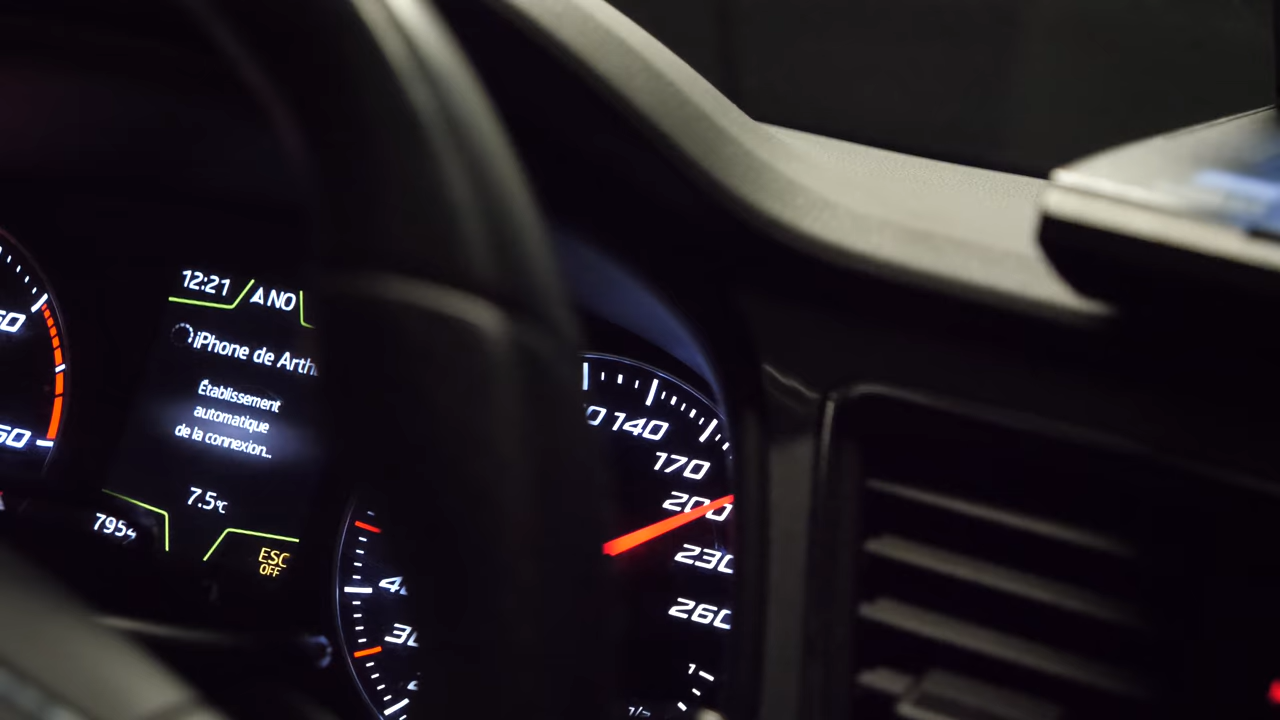 12:21
NO
iPhone de Arth
Établissement
automatique
de la connexion...
7.5°C
7954
ESC
OFF
140
170
200
230
260